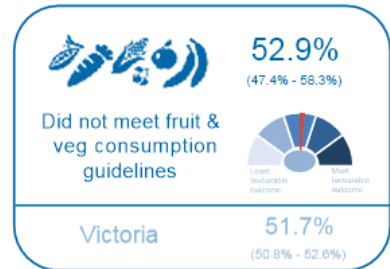 52.9%
(47.4% - 58.3%)
Did not meet fruit &
veg consumption
guidelines
Least
favourable
outcome
Most
favourable
outcome
Victoria
51.7%
(50.8% - 52.6%)